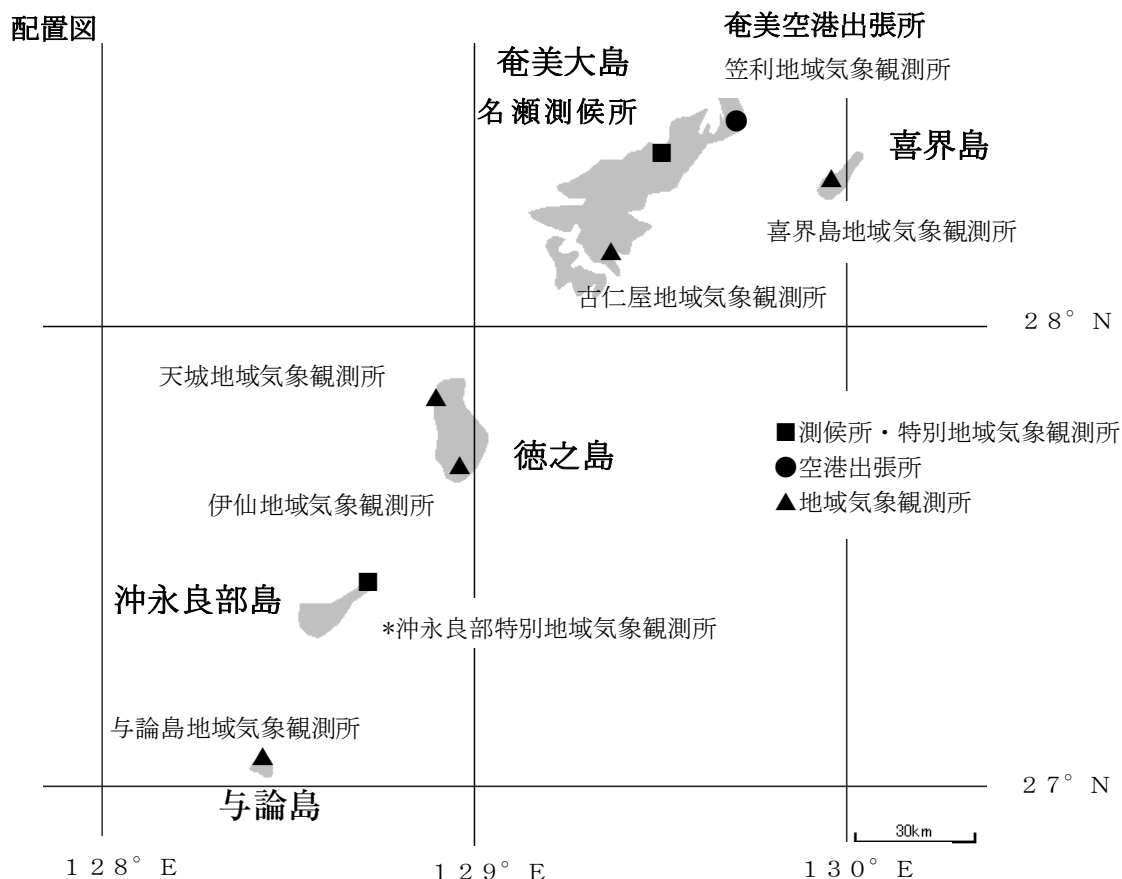 配置図
奄美空港出張所
奄美大島
笠利地域気象観測所
名瀬測候所
喜界島
喜界島地域気象観測所
古仁屋地域気象観測所
28°N
天城地域気象観測所
■測候所・特別地域気象観測所
徳之島
●空港出張所
伊仙地域気象観測所
▲地域気象観測所
沖永良部島
*沖永良部特別地域気象観測所
与論島地域気象観測所
27°N
与論島
30km
128°E
129°E
130°E